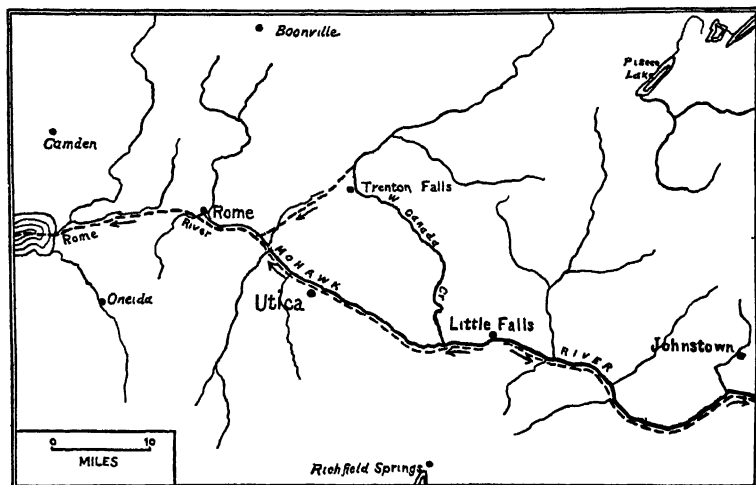 Boonville
Piseco
Lake
Camden
Trenton Falls
Rome
W Canada
Cr
Rome
River
MOHAWK
Oneida
Utica
Little Falls
RIVER
Johnstown
0 10
MILES
Richfield Springs